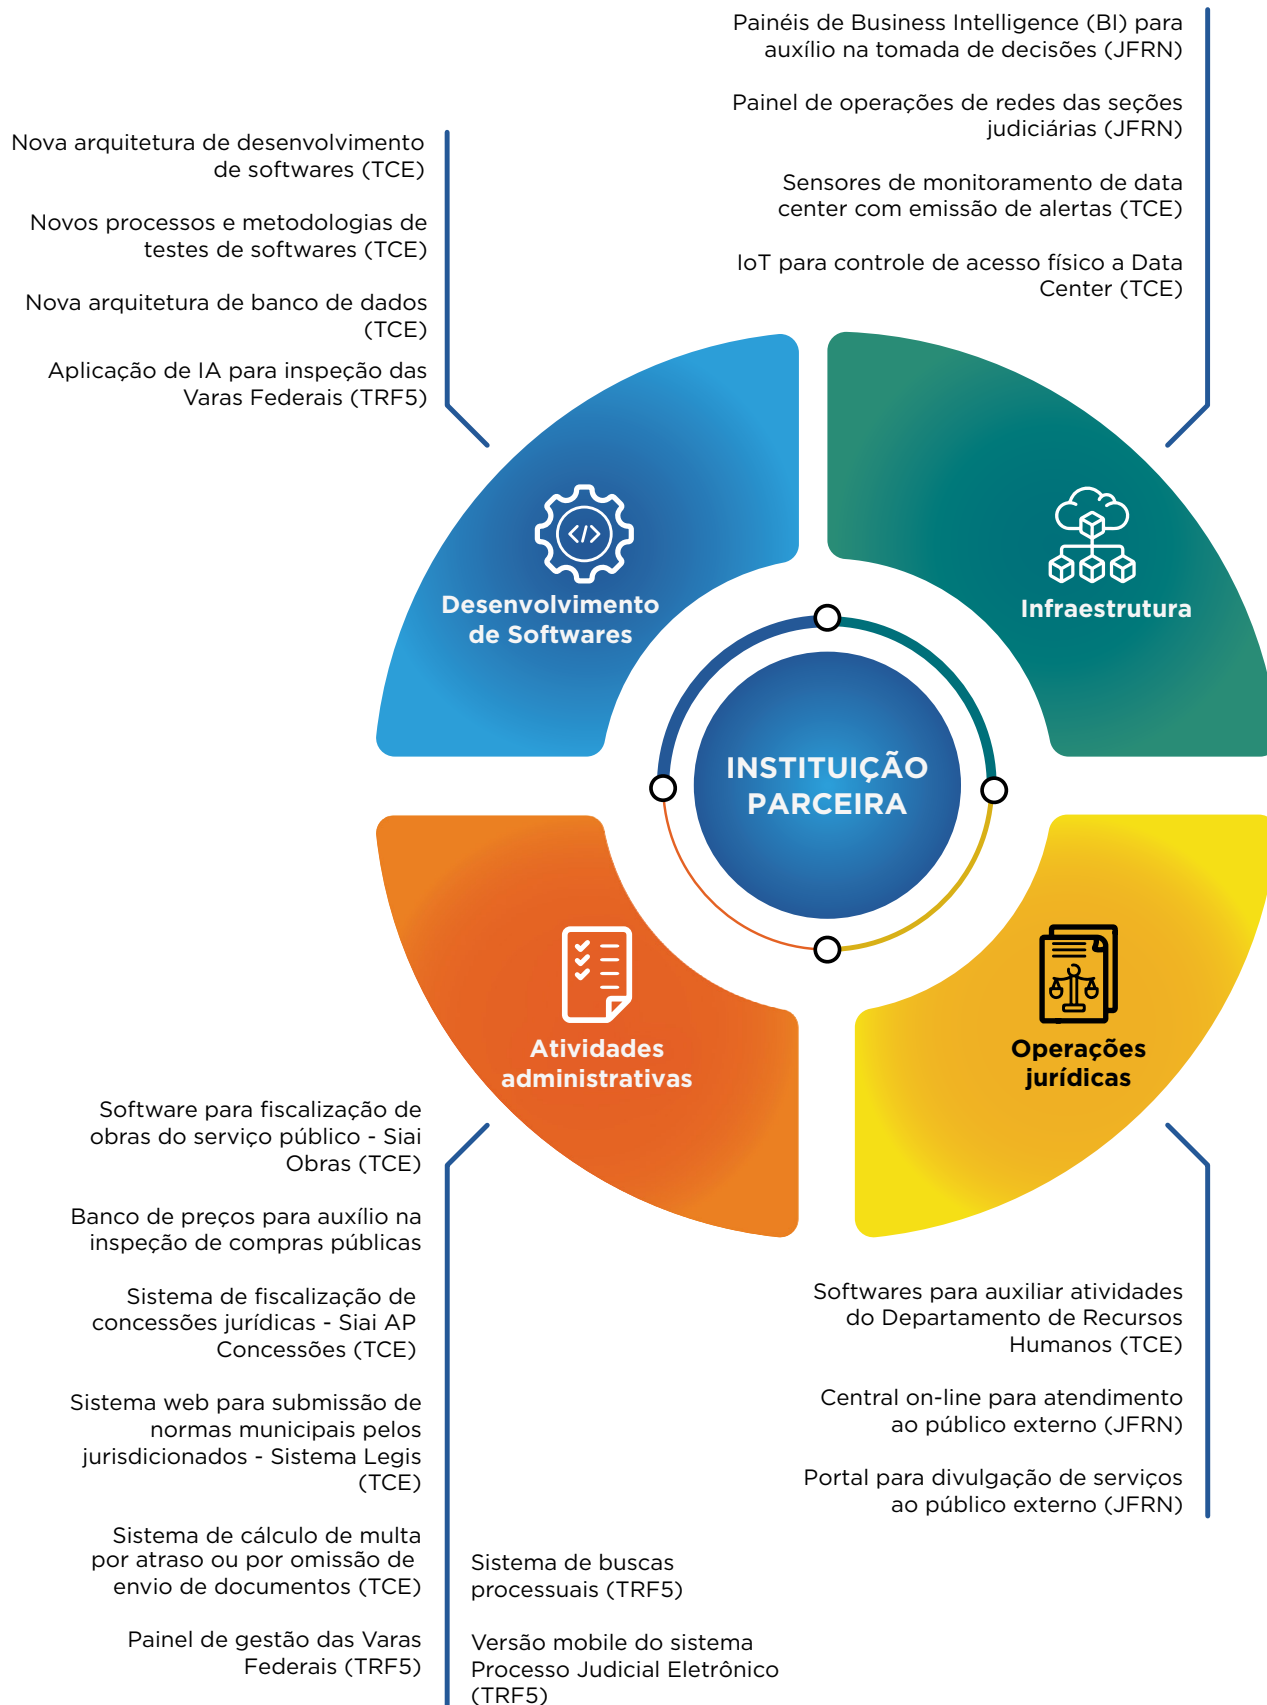 Painéis de Business Intelligence (BI) para
auxílio na tomada de decisões (JFRN)
Painel de operações de redes das seções
judiciárias (JFRN)
Sensores de monitoramento de data
center com emissão de alertas (TCE)
IoT para controle de acesso físico a Data
Center (TCE)
Nova arquitetura de desenvolvimento
de softwares (TCE)
Novos processos e metodologias de
testes de softwares (TCE)
Nova arquitetura de banco de dados
(TCE)
Aplicação de IA para inspeção das
Varas Federais (TRF5)
</>
Desenvolvimento
de Softwares
Infraestrutura
INSTITUIÇÃO
PARCEIRA
Atividades
administrativas
Operações
jurídicas
Software para fiscalização de
obras do serviço público - Siai
Obras (TCE)
Banco de preços para auxílio na
inspeção de compras públicas
Sistema de fiscalização de
concessões jurídicas - Siai AP
Concessões (TCE)
Sistema web para submissão de
normas municipais pelos
jurisdicionados - Sistema Legis
(TCE)
Sistema de cálculo de multa
por atraso ou por omissão de
envio de documentos (TCE)
Painel de gestão das Varas
Federais (TRF5)
Sistema de buscas
processuais (TRF5)
Versão mobile do sistema
Processo Judicial Eletrônico
(TRF5)
Softwares para auxiliar atividades
do Departamento de Recursos
Humanos (TCE)
Central on-line para atendimento
ao público externo (JFRN)
Portal para divulgação de serviços
ao público externo (JFRN)